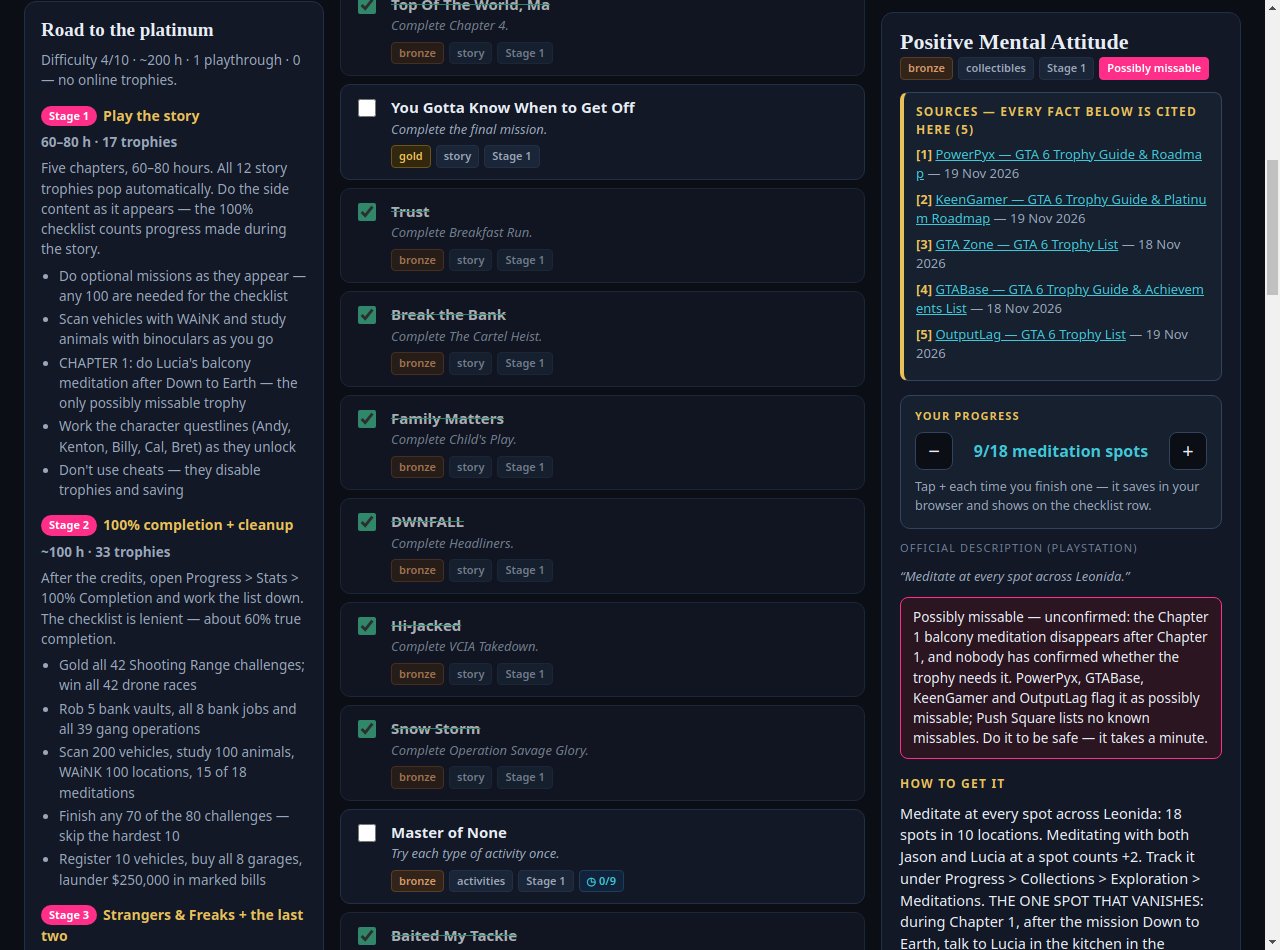 Road to the platinum
Difficulty 4/10 · ~200 h · 1 playthrough · 0
— no online trophies.
Stage 1 Play the story
60–80 h · 17 trophies
Five chapters, 60–80 hours. All 12 story
trophies pop automatically. Do the side
content as it appears — the 100%
checklist counts progress made during
the story.
• Do optional missions as they appear —
any 100 are needed for the checklist
• Scan vehicles with WAiNK and study
animals with binoculars as you go
• CHAPTER 1: do Lucia's balcony
meditation after Down to Earth — the
only possibly missable trophy
• Work the character questlines (Andy,
Kenton, Billy, Cal, Bret) as they unlock
• Don't use cheats — they disable
trophies and saving
Stage 2 100% completion + cleanup
~100 h · 33 trophies
After the credits, open Progress > Stats >
100% Completion and work the list down.
The checklist is lenient — about 60% true
completion.
• Gold all 42 Shooting Range challenges;
win all 42 drone races
• Rob 5 bank vaults, all 8 bank jobs and
all 39 gang operations
• Scan 200 vehicles, study 100 animals,
WAiNK 100 locations, 15 of 18
meditations
• Finish any 70 of the 80 challenges —
skip the hardest 10
• Register 10 vehicles, buy all 8 garages,
launder $250,000 in marked bills
Stage 3 Strangers & Freaks + the last
two
Top Of The World, Ma
Complete Chapter 4.
bronze story Stage 1
You Gotta Know When to Get Off
Complete the final mission.
gold story Stage 1
Trust
Complete Breakfast Run.
bronze story Stage 1
Break the Bank
Complete The Cartel Heist.
bronze story Stage 1
Family Matters
Complete Child's Play.
bronze story Stage 1
DWNFALL
Complete Headliners.
bronze story Stage 1
Hi-Jacked
Complete VCIA Takedown.
bronze story Stage 1
Snow Storm
Complete Operation Savage Glory.
bronze story Stage 1
Master of None
Try each type of activity once.
bronze activities Stage 1 0/9
Baited My Tackle
Positive Mental Attitude
bronze collectibles Stage 1 Possibly missable
SOURCES — EVERY FACT BELOW IS CITED
HERE (5)
[1] PowerPyx — GTA 6 Trophy Guide & Roadma
p — 19 Nov 2026
[2] KeenGamer — GTA 6 Trophy Guide & Platinu
m Roadmap — 19 Nov 2026
[3] GTA Zone — GTA 6 Trophy List — 18 Nov
2026
[4] GTABase — GTA 6 Trophy Guide & Achievem
ents List — 18 Nov 2026
[5] OutputLag — GTA 6 Trophy List — 19 Nov
2026
YOUR PROGRESS
− 9/18 meditation spots +
Tap + each time you finish one — it saves in your
browser and shows on the checklist row.
OFFICIAL DESCRIPTION (PLAYSTATION)
“Meditate at every spot across Leonida.”
Possibly missable — unconfirmed: the Chapter
1 balcony meditation disappears after Chapter
1, and nobody has confirmed whether the
trophy needs it. PowerPyx, GTABase,
KeenGamer and OutputLag flag it as possibly
missable; Push Square lists no known
missables. Do it to be safe — it takes a minute.
HOW TO GET IT
Meditate at every spot across Leonida: 18
spots in 10 locations. Meditating with both
Jason and Lucia at a spot counts +2. Track it
under Progress > Collections > Exploration >
Meditations. THE ONE SPOT THAT VANISHES:
during Chapter 1, after the mission Down to
Earth, talk to Lucia in the kitchen in the